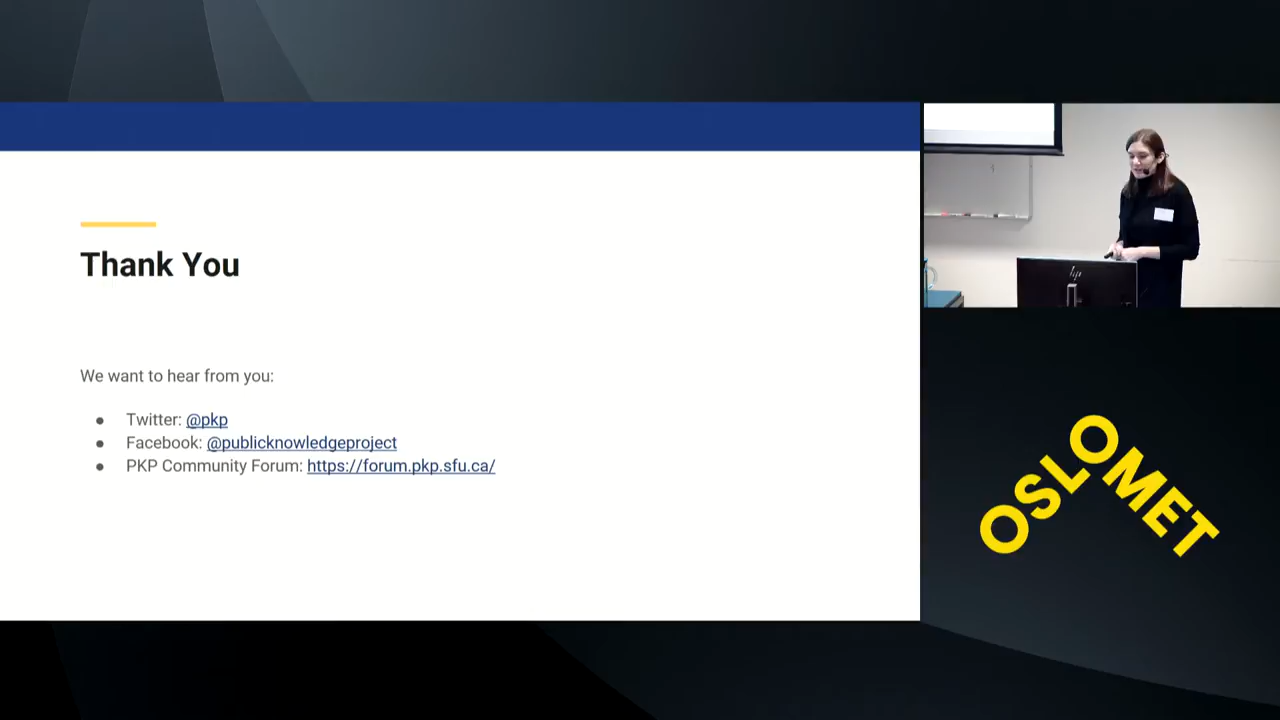 Thank You
We want to hear from you:
● Twitter: @pkp
● Facebook: @publicknowledgeproject
● PKP Community Forum: https://forum.pkp.sfu.ca/
hp
OSLOMET